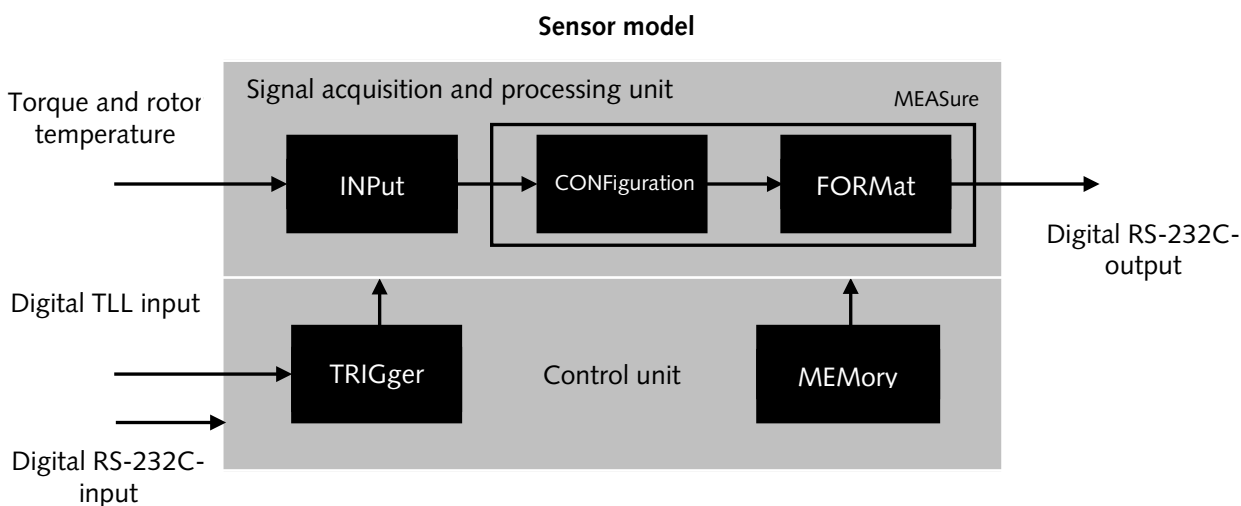 Sensor model
Signal acquisition and processing unit
MEASure
Torque and rotor
temperature
INPut
CONFiguration
FORMat
Digital RS-232C-
output
Digital TLL input
TRIGger
Control unit
MEMory
Digital RS-232C-
input